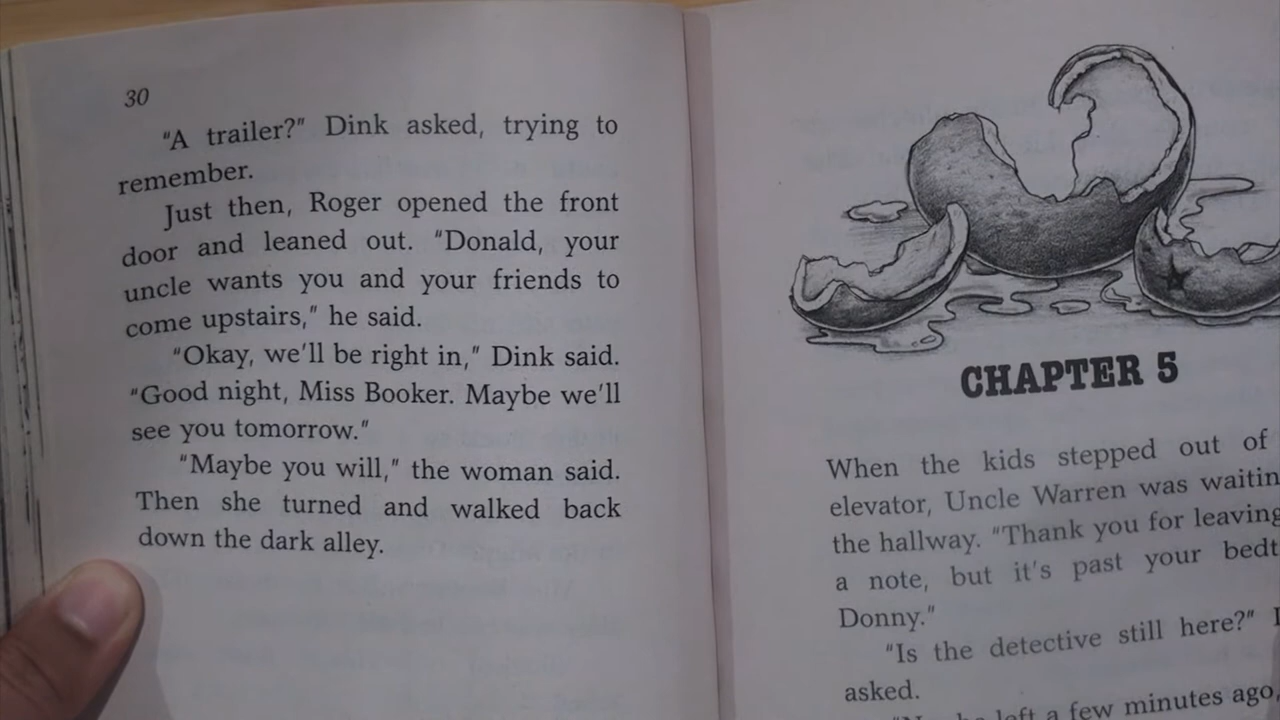 30
"A trailer?" Dink asked, trying to
remember.
Just then, Roger opened the front
door and leaned out. "Donald, your
uncle wants you and your friends to
come upstairs," he said.
"Okay, we'll be right in," Dink said.
"Good night, Miss Booker. Maybe we'll
see you tomorrow."
"Maybe you will," the woman said.
Then she turned and walked back
down the dark alley.
CHAPTER 5
When the kids stepped out of
elevator, Uncle Warren was waitin
the hallway. "Thank you for leaving
a note, but it's past your bedt
Donny."
"Is the detective still here?"
asked.
left a few minutes ago,